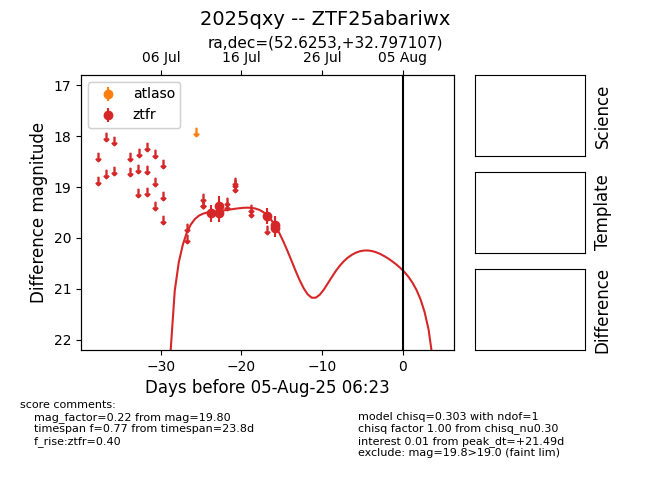 2025qxy -- ZTF25abariwx
ra,dec=(52.6253,+32.797107)
06 Jul
16 Jul
26 Jul
05 Aug
atlaso
ztfr
17
18
19
20
21
22
Difference magnitude
−30
−20
−10
0
Days before 05-Aug-25 06:23
Science
Template
Difference
score comments:
mag_factor=0.22 from mag=19.80
timespan f=0.77 from timespan=23.8d
f_rise:ztfr=0.40
model chisq=0.303 with ndof=1
chisq factor 1.00 from chisq_nu0.30
interest 0.01 from peak_dt=+21.49d
exclude: mag=19.8>19.0 (faint lim)